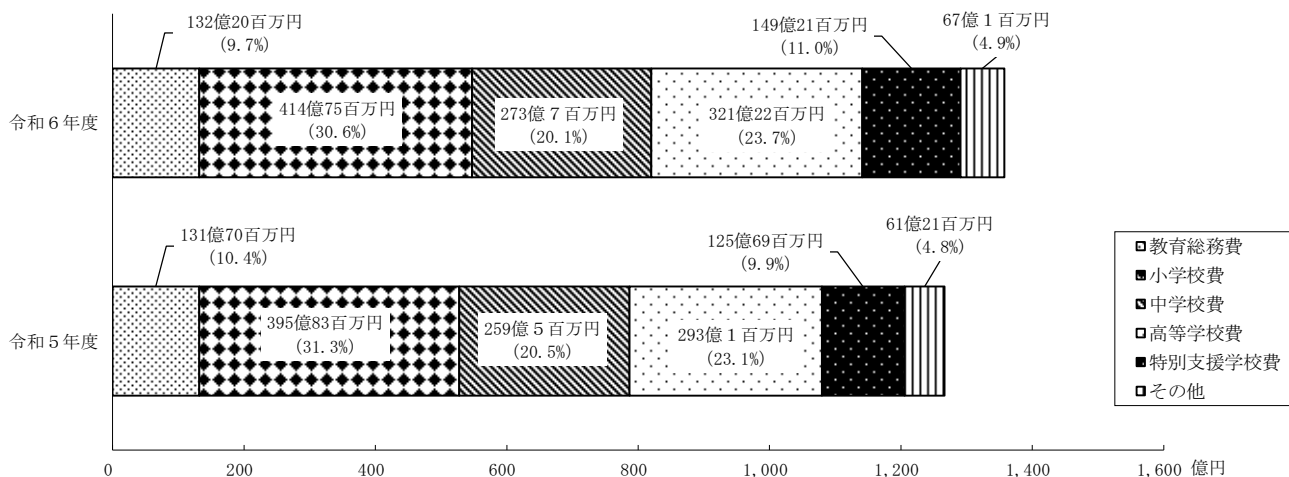 132億20百万円
(9.7%)
149億21百万円
(11.0%)
67億1百万円
(4.9%)
令和6年度
414億75百万円
(30.6%)
273億7百万円
(20.1%)
321億22百万円
(23.7%)
131億70百万円
(10.4%)
125億69百万円
(9.9%)
61億21百万円
(4.8%)
令和5年度
395億83百万円
(31.3%)
259億5百万円
(20.5%)
293億1百万円
(23.1%)
教育総務費
小学校費
中学校費
高等学校費
特別支援学校費
その他
0 200 400 600 800 1,000 1,200 1,400 1,600 億円